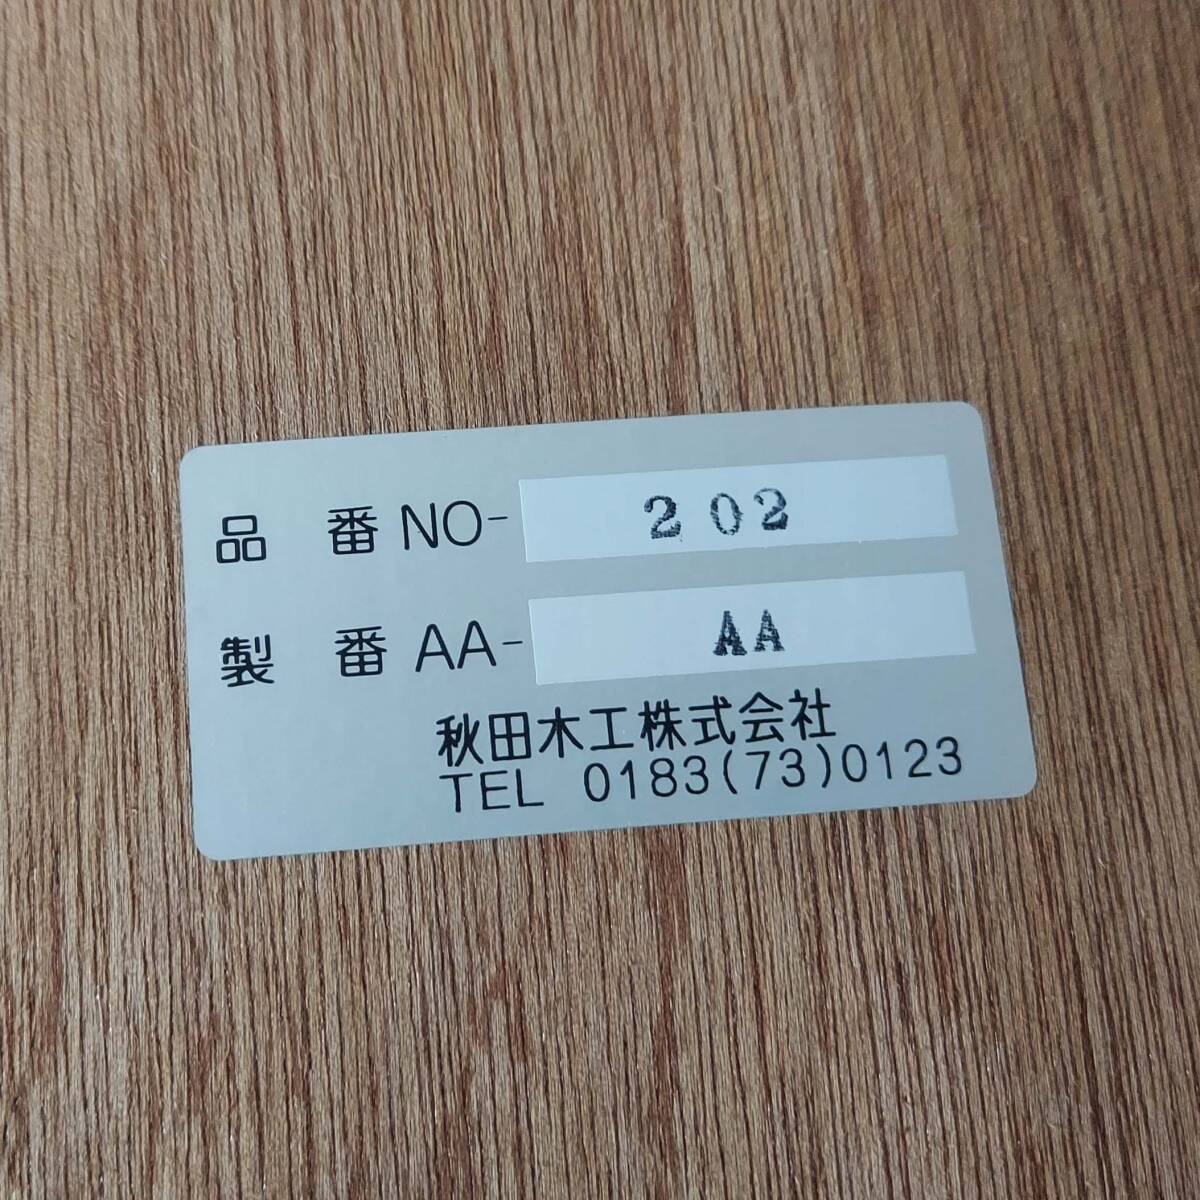 品 番 NO- 202
製 番 AA- AA
秋田木工株式会社
TEL 0183(73)0123